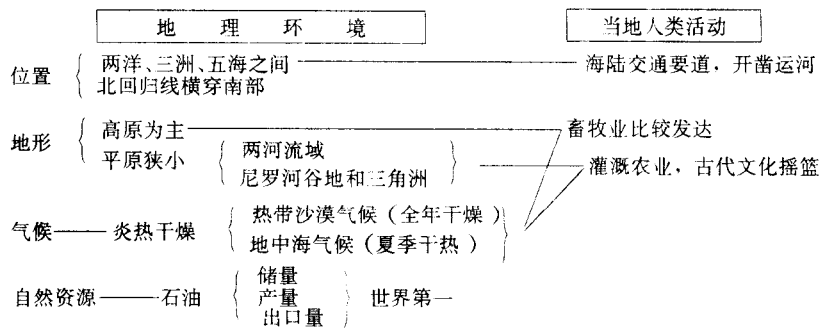 地 理 环 境 当地人类活动
位置 两洋、三洲、五海之间 海陆交通要道，开凿运河
北回归线横穿南部
地形 高原为主 畜牧业比较发达
平原狭小 两河流域
尼罗河谷地和三角洲 灌溉农业，古代文化摇篮
气候 炎热干燥 热带沙漠气候（全年干燥）
地中海气候（夏季干热）
自然资源 石油 储量
产量 世界第一
出口量